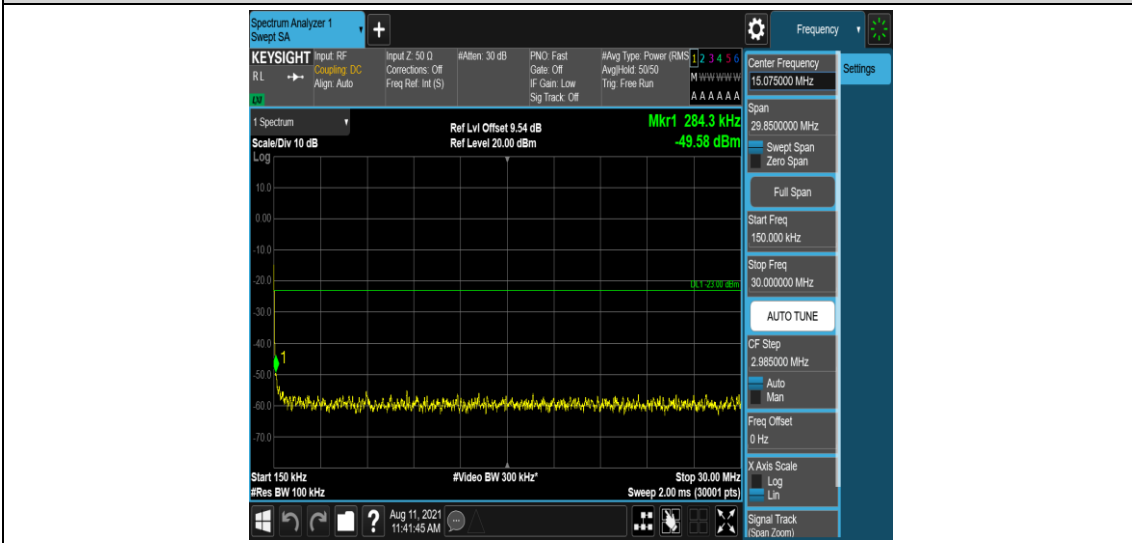 Spectrum Analyzer 1
Swept SA
+
Frequency
KEYSIGHT
RL
LXI
Input: RF
Coupling: DC
Align: Auto
Input Z: 50 Ω
Corrections: Off
Freq Ref: Int (S)
#Atten: 30 dB
PNO: Fast
Gate: Off
IF Gain: Low
Sig Track: Off
#Avg Type: Power (RMS
Avg|Hold: 50/50
Trig: Free Run
1 2 3 4 5 6
M W W W W W
A A A A A A
1 Spectrum
Scale/Div 10 dB
Log
Ref Lvl Offset 9.54 dB
Ref Level 20.00 dBm
Mkr1 284.3 kHz
-49.58 dBm
10.0
0.00
-10.0
-20.0
-30.0
-40.0
-50.0
-60.0
-70.0
DL1 -23.00 dBm
1
Start 150 kHz
#Res BW 100 kHz
#Video BW 300 kHz*
Stop 30.00 MHz
Sweep 2.00 ms (30001 pts)
Center Frequency
15.075000 MHz
Settings
Span
29.8500000 MHz
Swept Span
Zero Span
Full Span
Start Freq
150.000 kHz
Stop Freq
30.000000 MHz
AUTO TUNE
CF Step
2.985000 MHz
Auto
Man
Freq Offset
0 Hz
X Axis Scale
Log
Lin
Signal Track
(Span Zoom)
?
Aug 11, 2021
11:41:45 AM